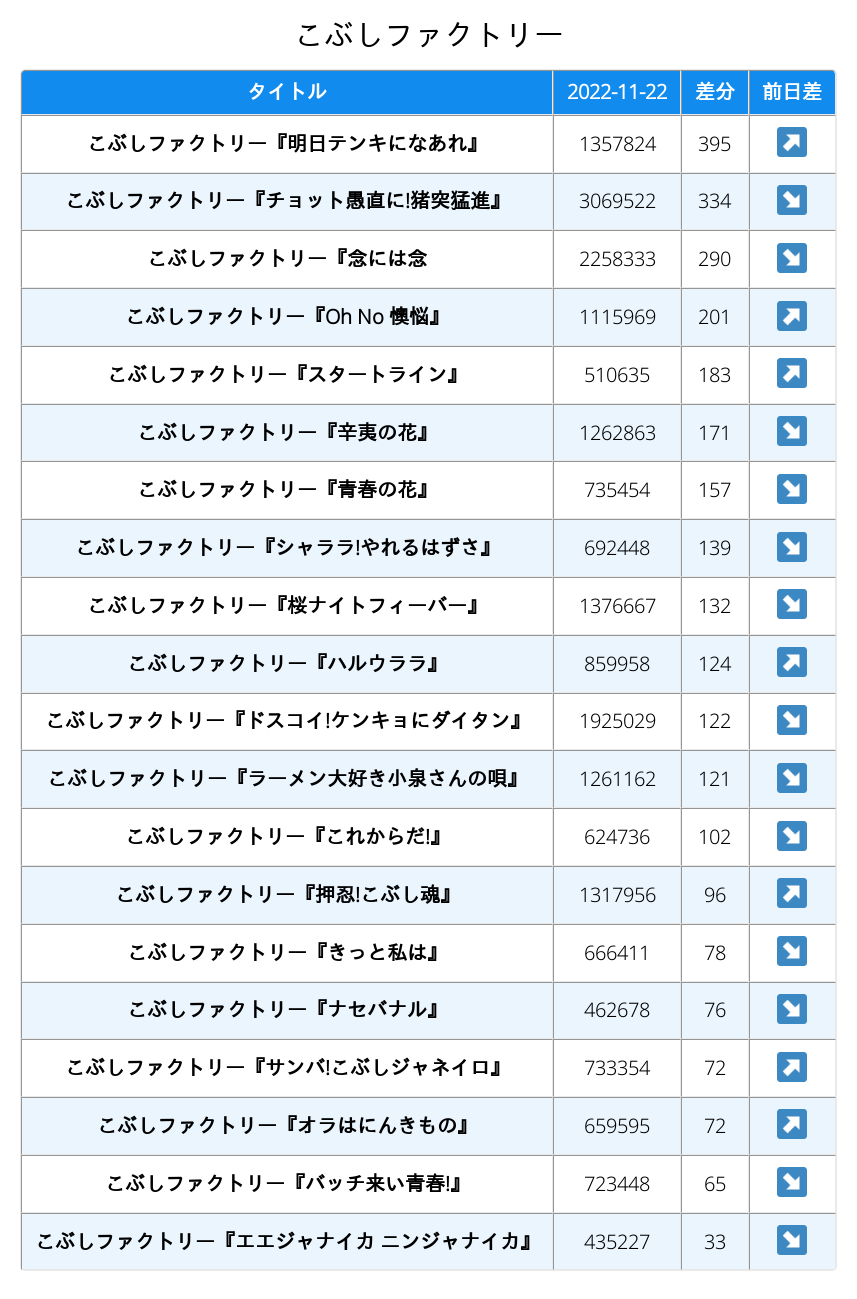 こぶしファクトリー
タイトル 2022-11-22 差分 前日差
こぶしファクトリー『明日テンキになあれ』 1357824 395 ↗
こぶしファクトリー『チョット愚直に!猪突猛進』 3069522 334 ↘
こぶしファクトリー『念には念 2258333 290 ↘
こぶしファクトリー『Oh No 懊悩』 1115969 201 ↗
こぶしファクトリー『スタートライン』 510635 183 ↗
こぶしファクトリー『辛夷の花』 1262863 171 ↘
こぶしファクトリー『青春の花』 735454 157 ↘
こぶしファクトリー『シャララ!やれるはずさ』 692448 139 ↘
こぶしファクトリー『桜ナイトフィーバー』 1376667 132 ↘
こぶしファクトリー『ハルウララ』 859958 124 ↗
こぶしファクトリー『ドスコイ!ケンキョにダイタン』 1925029 122 ↘
こぶしファクトリー『ラーメン大好き小泉さんの唄』 1261162 121 ↘
こぶしファクトリー『これからだ!』 624736 102 ↘
こぶしファクトリー『押忍!こぶし魂』 1317956 96 ↗
こぶしファクトリー『きっと私は』 666411 78 ↘
こぶしファクトリー『ナセバナル』 462678 76 ↘
こぶしファクトリー『サンバ!こぶしジャネイロ』 733354 72 ↗
こぶしファクトリー『オラはにんきもの』 659595 72 ↗
こぶしファクトリー『バッチ来い青春!』 723448 65 ↘
こぶしファクトリー『エエジャナイカ ニンジャナイカ』 435227 33 ↘